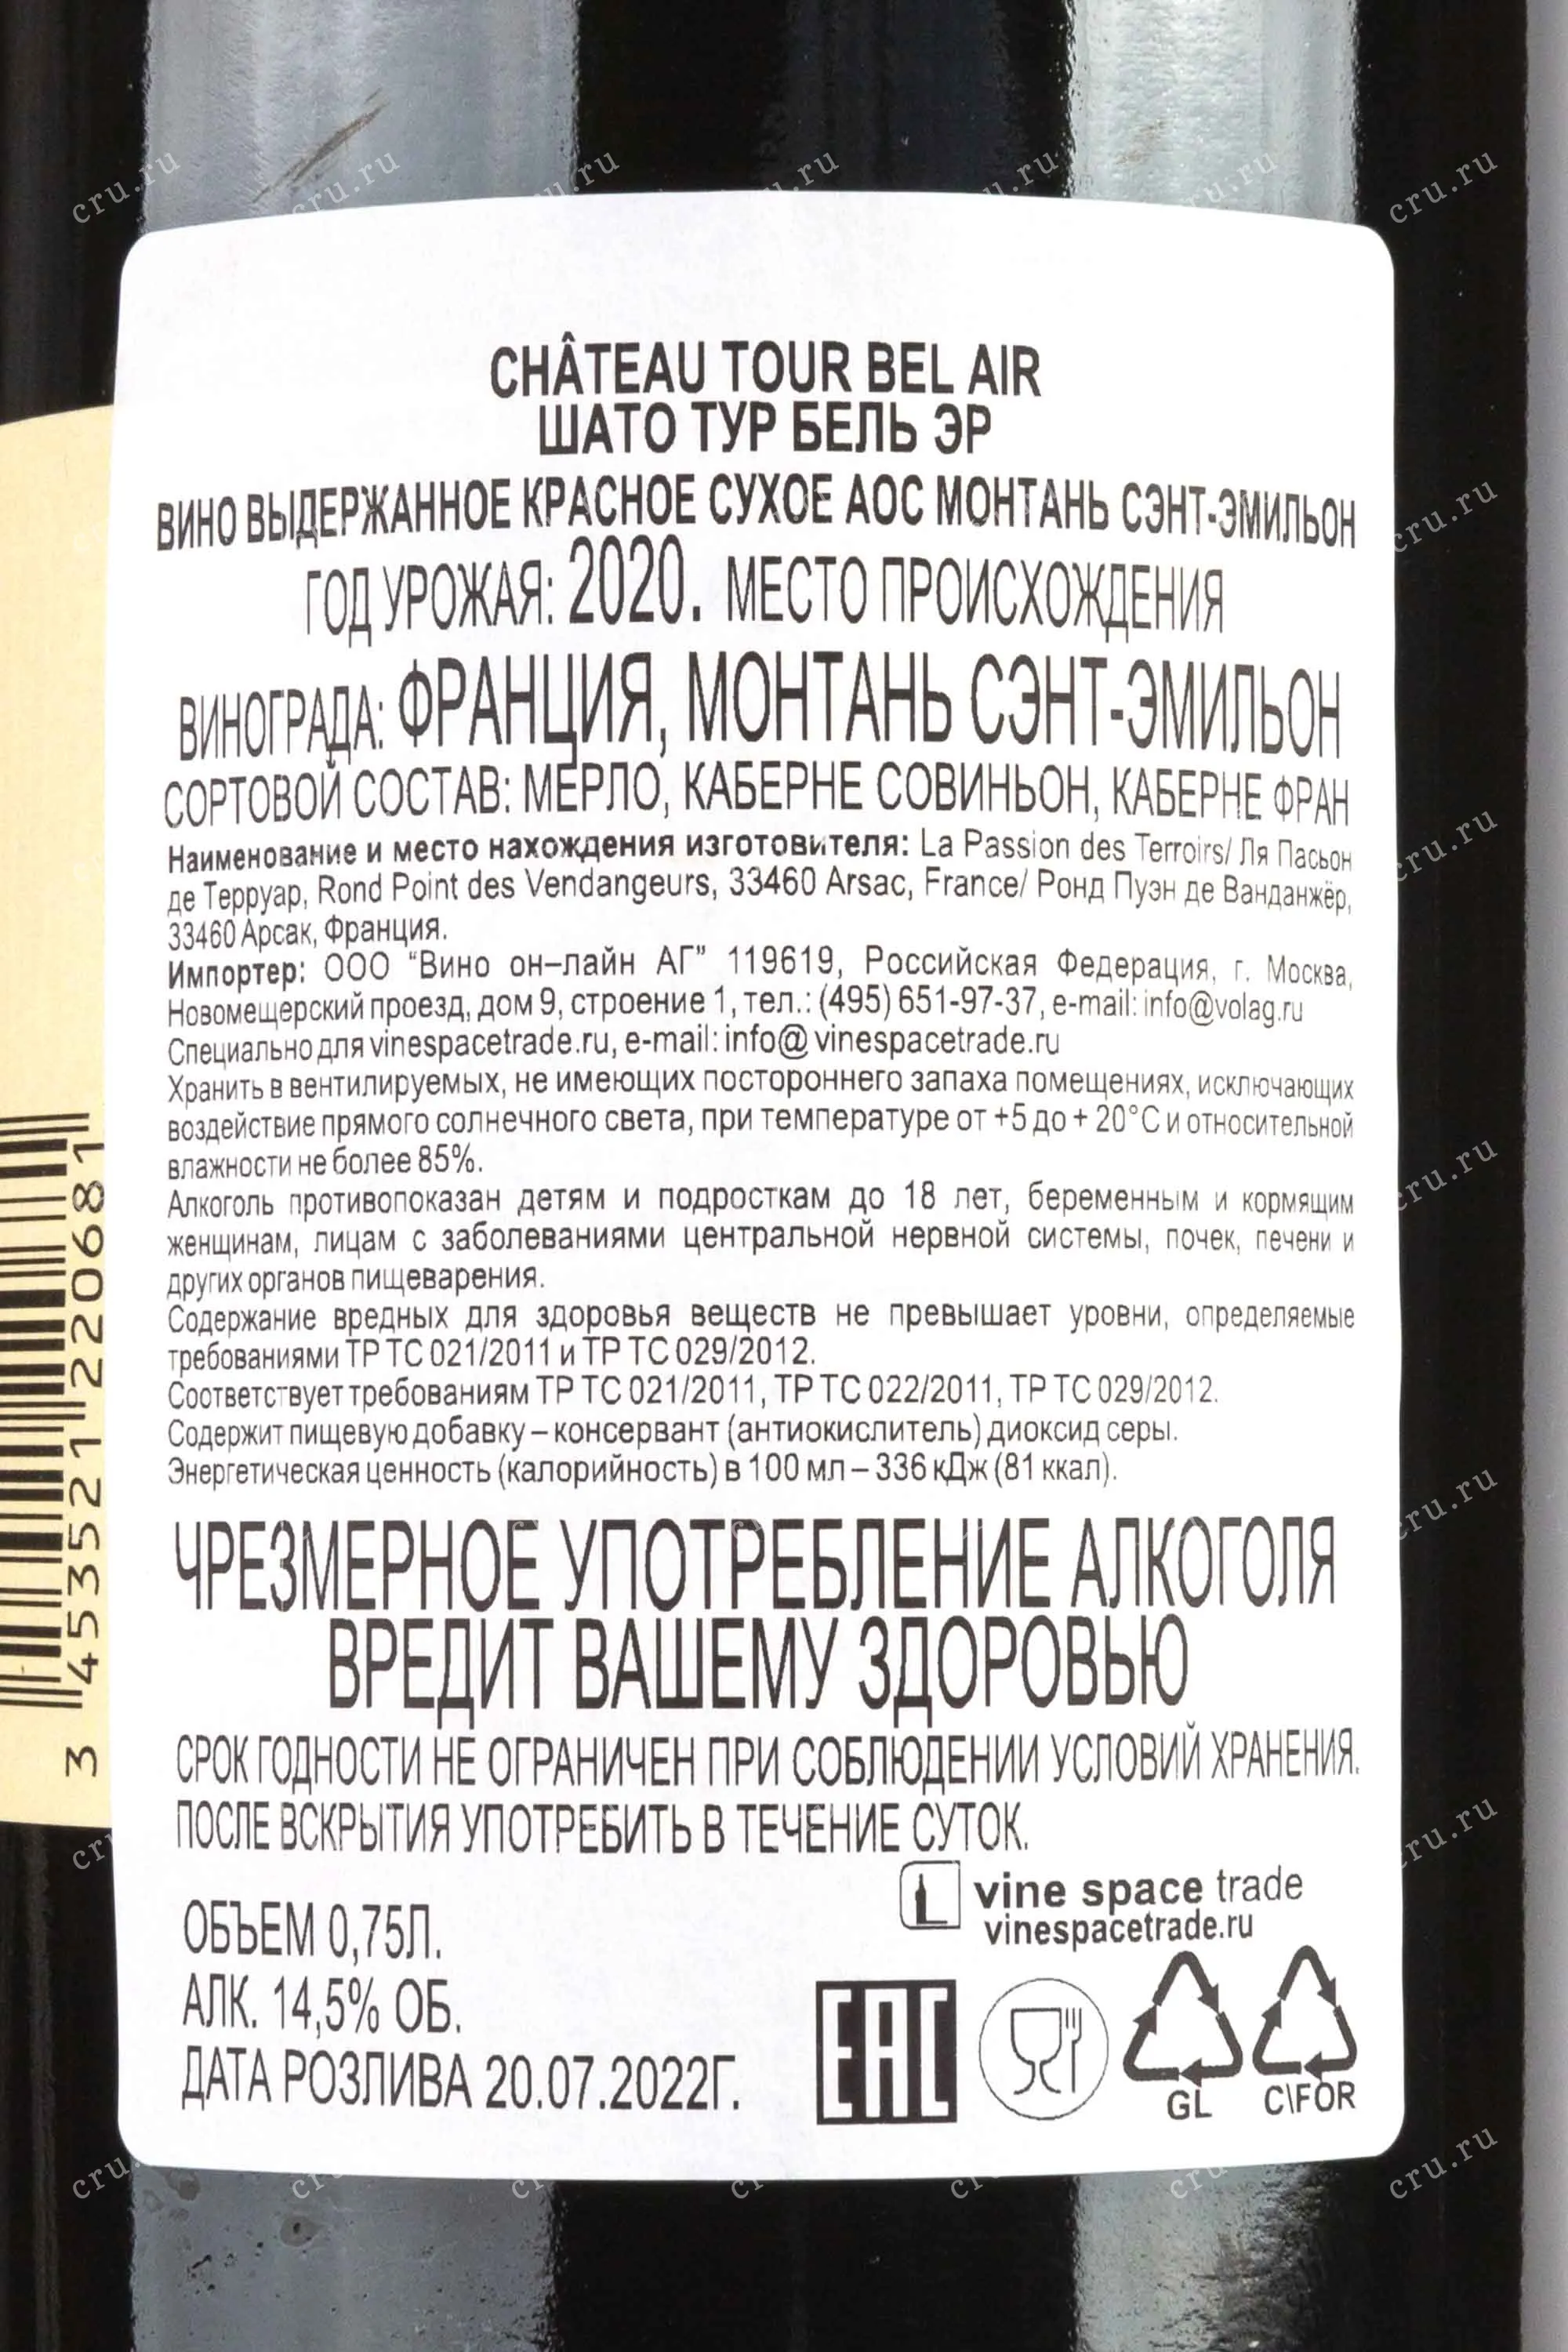 CHÂTEAU TOUR BEL AIR
ШАТО ТУР БЕЛЬ ЭР
ВИНО ВЫДЕРЖАННОЕ КРАСНОЕ СУХОЕ АОС МОНТАНЬ СЭНТ-ЭМИЛЬОН
ГОД УРОЖАЯ: 2020. МЕСТО ПРОИСХОЖДЕНИЯ
ВИНОГРАДА: ФРАНЦИЯ, МОНТАНЬ СЭНТ-ЭМИЛЬОН
СОРТОВОЙ СОСТАВ: МЕРЛО, КАБЕРНЕ СОВИНЬОН, КАБЕРНЕ ФРАН
Наименование и место нахождения изготовителя: La Passion des Terroirs/ Ля Пасьон
де Терруар, Rond Point des Vendangeurs, 33460 Arsac, France/ Ронд Пуэн де Ванданжёр,
33460 Арсак, Франция.
Импортер: ООО "Вино он–лайн АГ" 119619, Российская Федерация, г. Москва,
Новомещерский проезд, дом 9, строение 1, тел.: (495) 651-97-37, e-mail: info@volag.ru
Специально для vinespacetrade.ru, e-mail: info@ vinespacetrade.ru
Хранить в вентилируемых, не имеющих постороннего запаха помещениях, исключающих
воздействие прямого солнечного света, при температуре от +5 до + 20°C и относительной
влажности не более 85%.
Алкоголь противопоказан детям и подросткам до 18 лет, беременным и кормящим
женщинам, лицам с заболеваниями центральной нервной системы, почек, печени и
других органов пищеварения.
Содержание вредных для здоровья веществ не превышает уровни, определяемые
требованиями ТР ТС 021/2011 и ТР ТС 029/2012.
Соответствует требованиям ТР ТС 021/2011, ТР ТС 022/2011, ТР ТС 029/2012.
Содержит пищевую добавку – консервант (антиокислитель) диоксид серы.
Энергетическая ценность (калорийность) в 100 мл – 336 кДж (81 ккал).
ЧРЕЗМЕРНОЕ УПОТРЕБЛЕНИЕ АЛКОГОЛЯ
ВРЕДИТ ВАШЕМУ ЗДОРОВЬЮ
СРОК ГОДНОСТИ НЕ ОГРАНИЧЕН ПРИ СОБЛЮДЕНИИ УСЛОВИЙ ХРАНЕНИЯ.
ПОСЛЕ ВСКРЫТИЯ УПОТРЕБИТЬ В ТЕЧЕНИЕ СУТОК.
vine space trade
vinespacetrade.ru
ОБЪЕМ 0,75Л.
АЛК. 14,5% ОБ.
ДАТА РОЗЛИВА 20.07.2022Г.
EAC
GL
C\FOR
3 453521 220681
cru.ru